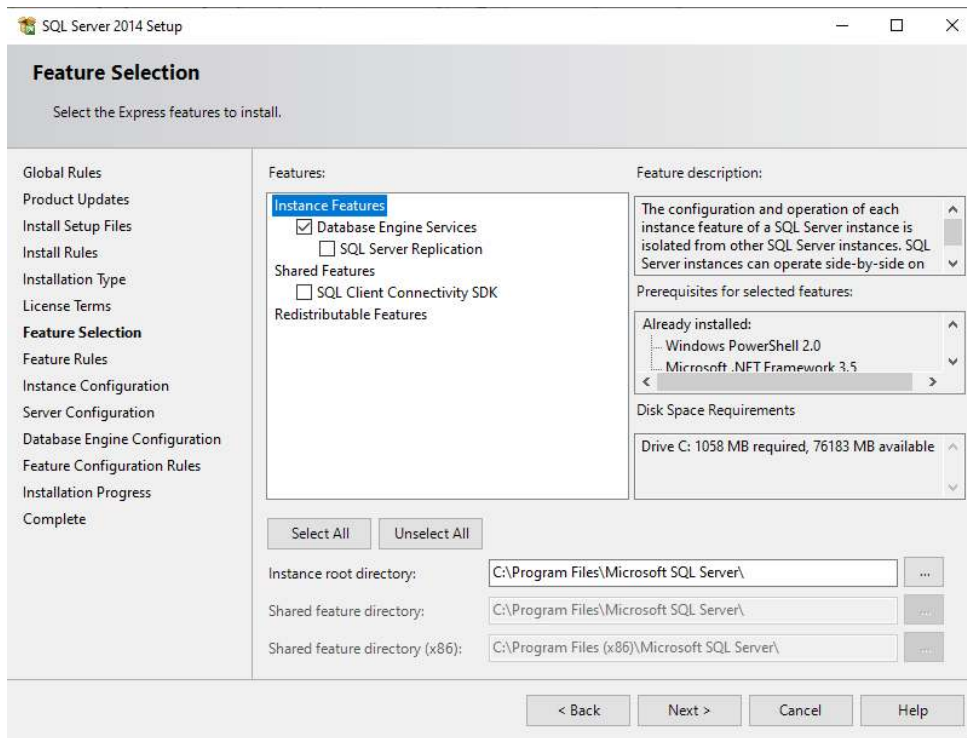 SQL Server 2014 Setup
Feature Selection
Select the Express features to install.
Global Rules
Product Updates
Install Setup Files
Install Rules
Installation Type
License Terms
Feature Selection
Feature Rules
Instance Configuration
Server Configuration
Database Engine Configuration
Feature Configuration Rules
Installation Progress
Complete
Features:
Instance Features
Database Engine Services
SQL Server Replication
Shared Features
SQL Client Connectivity SDK
Redistributable Features
Feature description:
The configuration and operation of each
instance feature of a SQL Server instance is
isolated from other SQL Server instances. SQL
Server instances can operate side-by-side on
Prerequisites for selected features:
Already installed:
Windows PowerShell 2.0
Microsoft .NET Framework 3.5
Disk Space Requirements
Drive C: 1058 MB required, 76183 MB available
Select All
Unselect All
Instance root directory:
C:\Program Files\Microsoft SQL Server\
...
Shared feature directory:
C:\Program Files\Microsoft SQL Server\
...
Shared feature directory (x86):
C:\Program Files (x86)\Microsoft SQL Server\
...
< Back
Next >
Cancel
Help